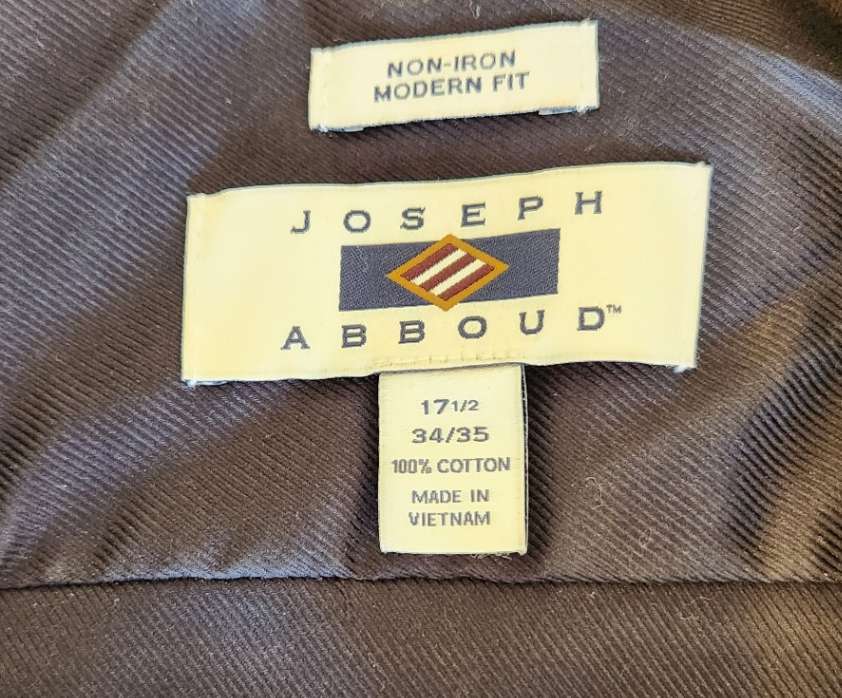 NON-IRON
MODERN FIT
JOSEPH
ABBOUD™
17 1/2
34/35
100% COTTON
MADE IN
VIETNAM